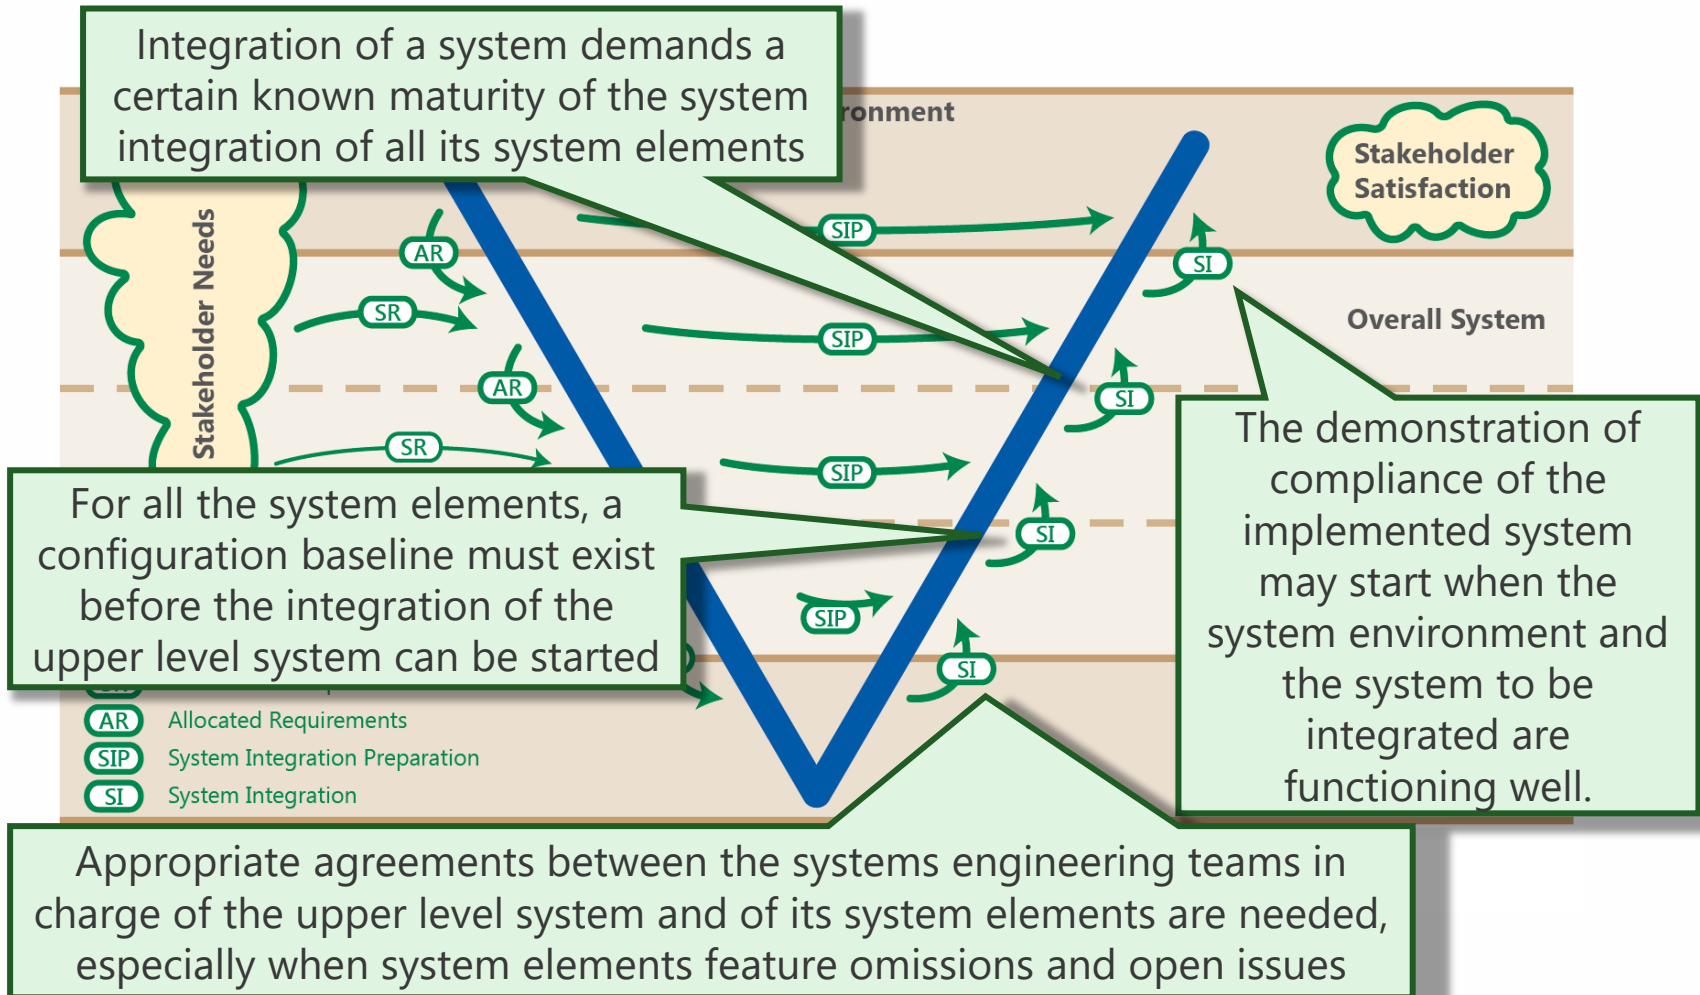 Integration of a system demands a
certain known maturity of the system
integration of all its system elements
Stakeholder
Satisfaction
Stakeholder Needs
SIP
AR
SI
SR
Overall System
SIP
AR
SI
SR
SIP
For all the system elements, a
configuration baseline must exist
before the integration of the
upper level system can be started
SI
SIP
SI
The demonstration of
compliance of the
implemented system
may start when the
system environment and
the system to be
integrated are
functioning well.
AR
Allocated Requirements
SIP
System Integration Preparation
SI
System Integration
Appropriate agreements between the systems engineering teams in
charge of the upper level system and of its system elements are needed,
especially when system elements feature omissions and open issues